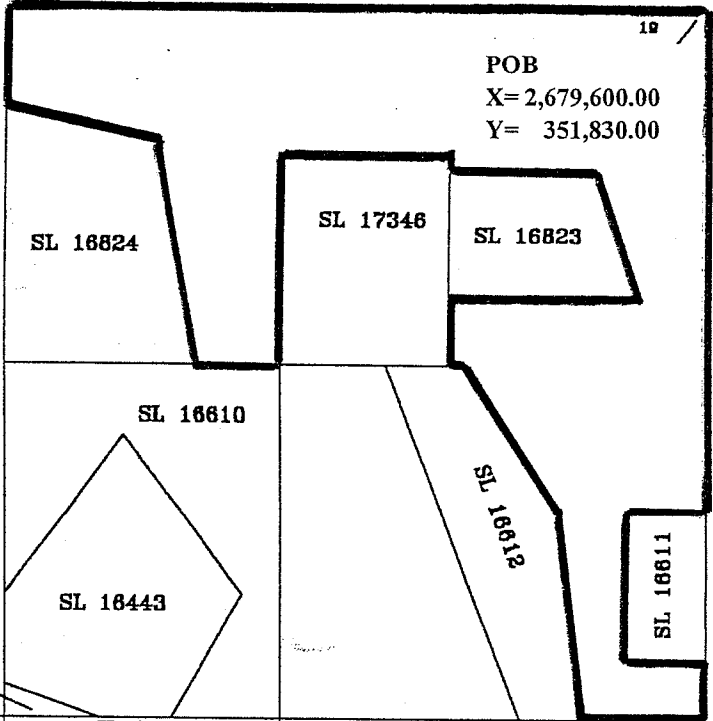 19
POB
X= 2,679,600.00
Y= 351,830.00
SL 17346
SL 16823
SL 16824
SL 16610
SL 16612
SL 16611
SL 16443